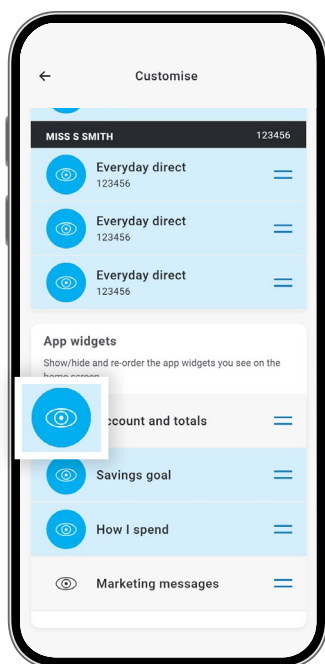 Customise
MISS S SMITH 123456
Everyday direct
123456
Everyday direct
123456
Everyday direct
123456
App widgets
Show/hide and re-order the app widgets you see on the
home screen
ccount and totals
Savings goal
How I spend
Marketing messages